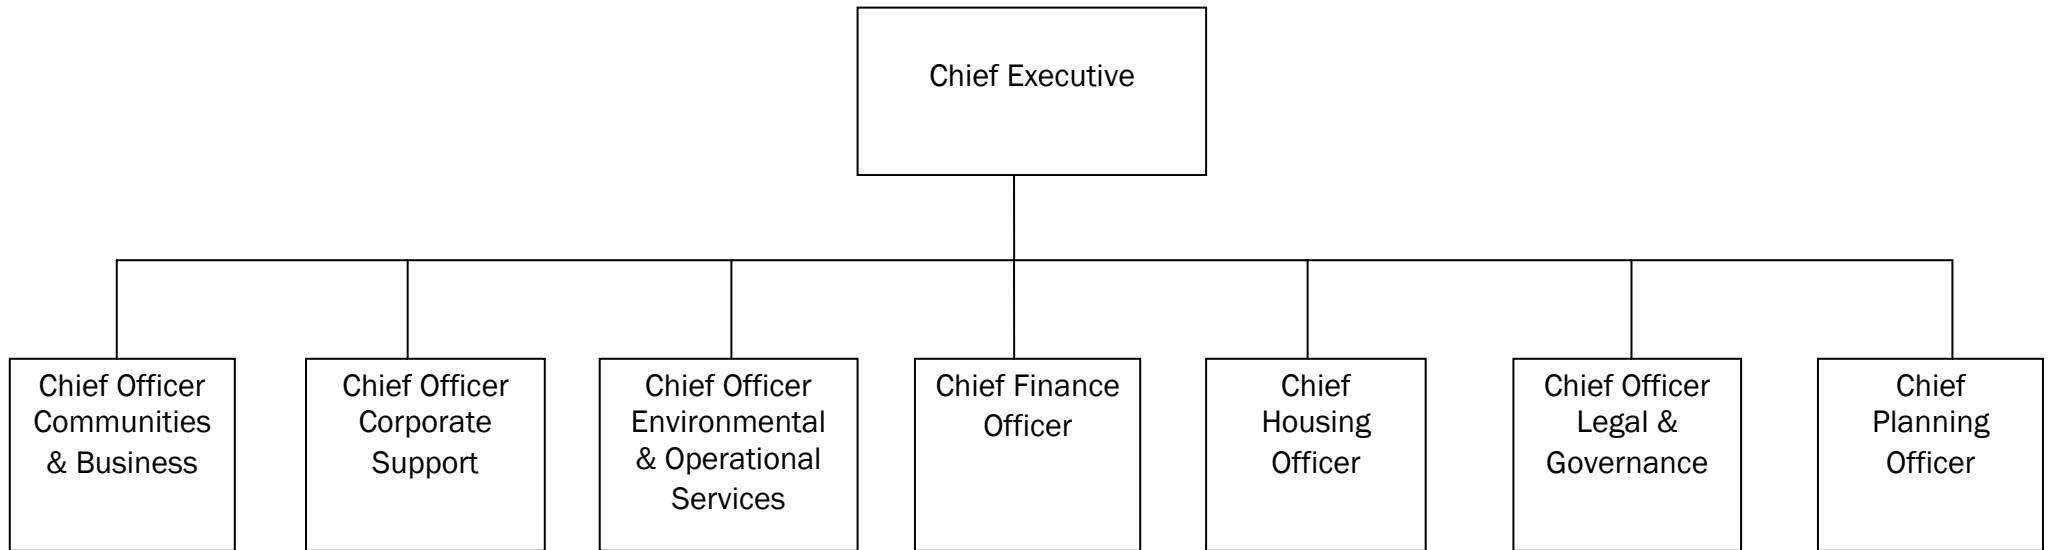 Chief Executive
Chief Officer
Communities
& Business
Chief Officer
Corporate
Support
Chief Officer
Environmental
& Operational
Services
Chief Finance
Officer
Chief
Housing
Officer
Chief Officer
Legal &
Governance
Chief
Planning
Officer